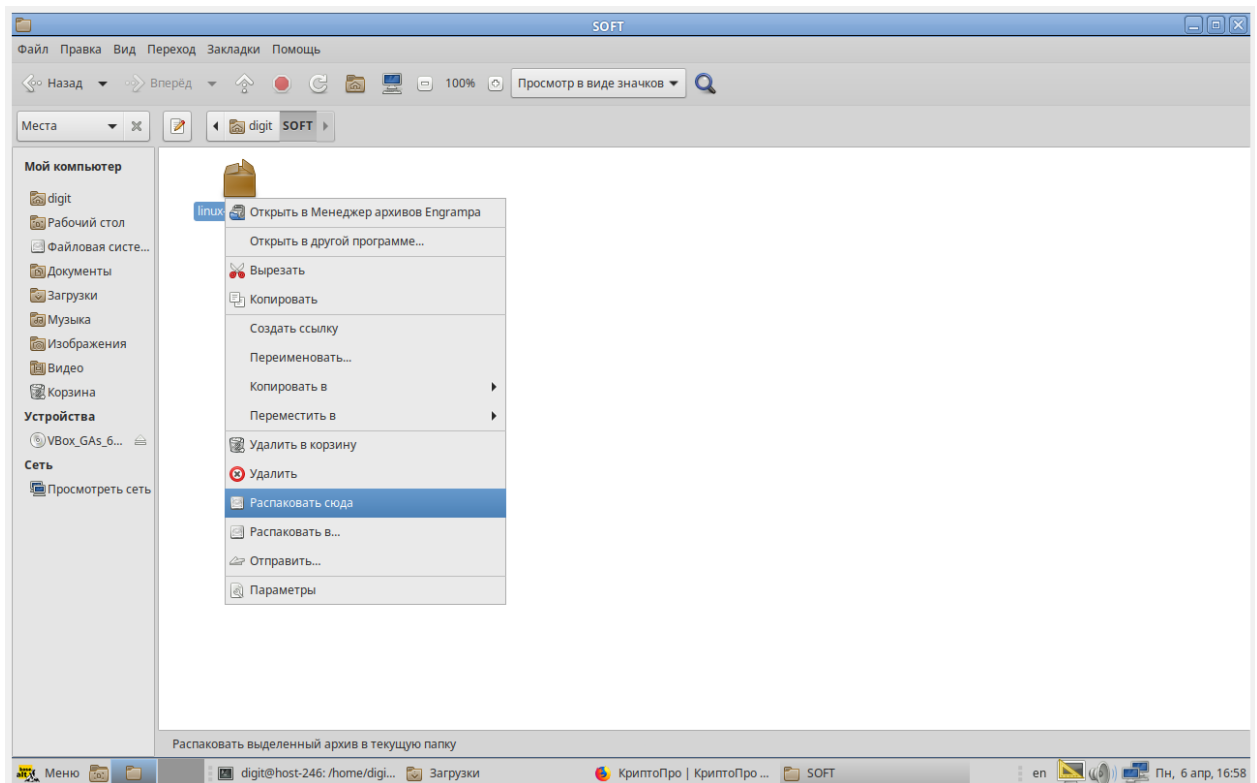 SOFT
Файл Правка Вид Переход Закладки Помощь
Назад Вперёд 100% Просмотр в виде значков
Места digit SOFT
Мой компьютер
digit
Рабочий стол
Файловая систе...
Документы
Загрузки
Музыка
Изображения
Видео
Корзина
Устройства
VBox_GAs_6...
Сеть
Просмотреть сеть
linux
Открыть в Менеджер архивов Engrampa
Открыть в другой программе...
Вырезать
Копировать
Создать ссылку
Переименовать...
Копировать в
Переместить в
Удалить в корзину
Удалить
Распаковать сюда
Распаковать в...
Отправить...
Параметры
Распаковать выделенный архив в текущую папку
Меню digit@host-246: /home/digi... Загрузки КриптоПро | КриптоПро ... SOFT en Пн, 6 апр, 16:58